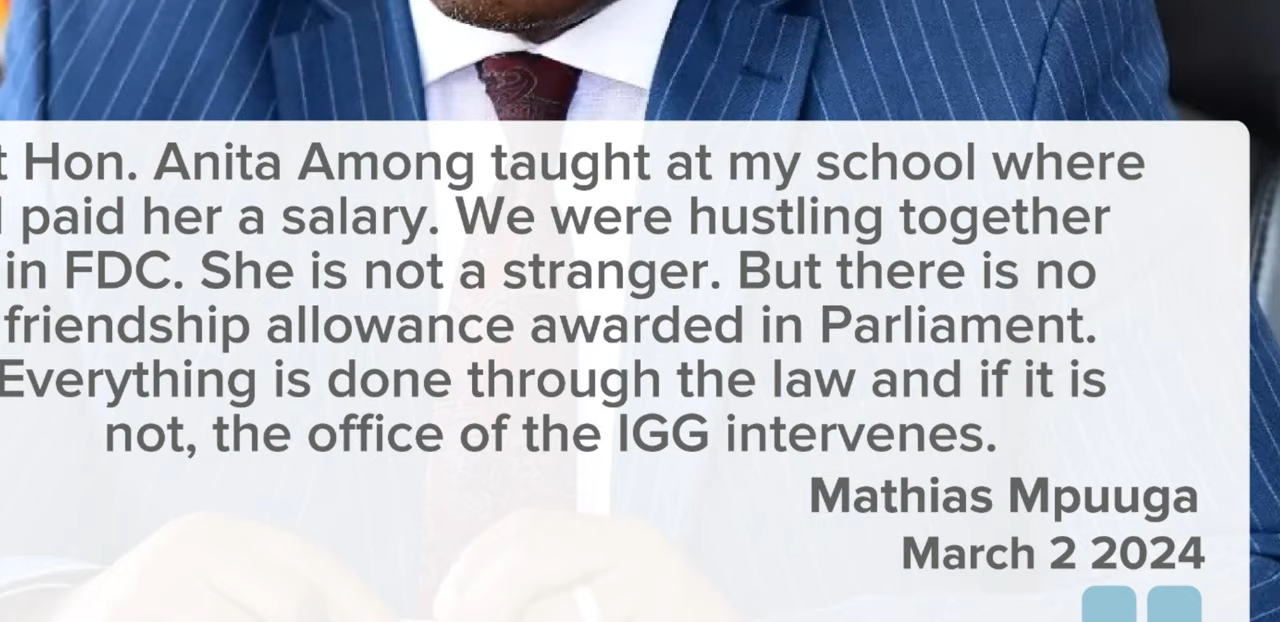 t Hon. Anita Among taught at my school where
paid her a salary. We were hustling together
in FDC. She is not a stranger. But there is no
friendship allowance awarded in Parliament.
Everything is done through the law and if it is
not, the office of the IGG intervenes.
Mathias Mpuuga
March 2 2024